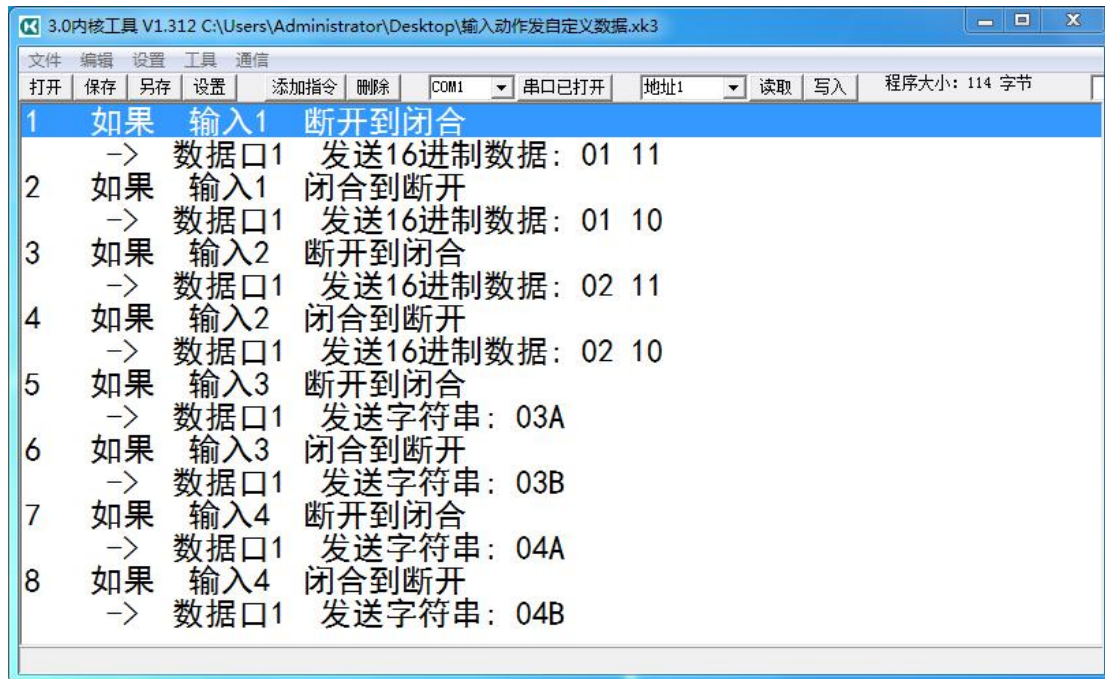 3.0内核工具 V1.312 C:\Users\Administrator\Desktop\输入动作发自定义数据.xk3
文件 编辑 设置 工具 通信
打开 保存 另存 设置 添加指令 删除 COM1 串口已打开 地址1 读取 写入 程序大小: 114 字节
1 如果 输入1 断开到闭合
-> 数据口1 发送16进制数据: 01 11
2 如果 输入1 闭合到断开
-> 数据口1 发送16进制数据: 01 10
3 如果 输入2 断开到闭合
-> 数据口1 发送16进制数据: 02 11
4 如果 输入2 闭合到断开
-> 数据口1 发送16进制数据: 02 10
5 如果 输入3 断开到闭合
-> 数据口1 发送字符串: 03A
6 如果 输入3 闭合到断开
-> 数据口1 发送字符串: 03B
7 如果 输入4 断开到闭合
-> 数据口1 发送字符串: 04A
8 如果 输入4 闭合到断开
-> 数据口1 发送字符串: 04B